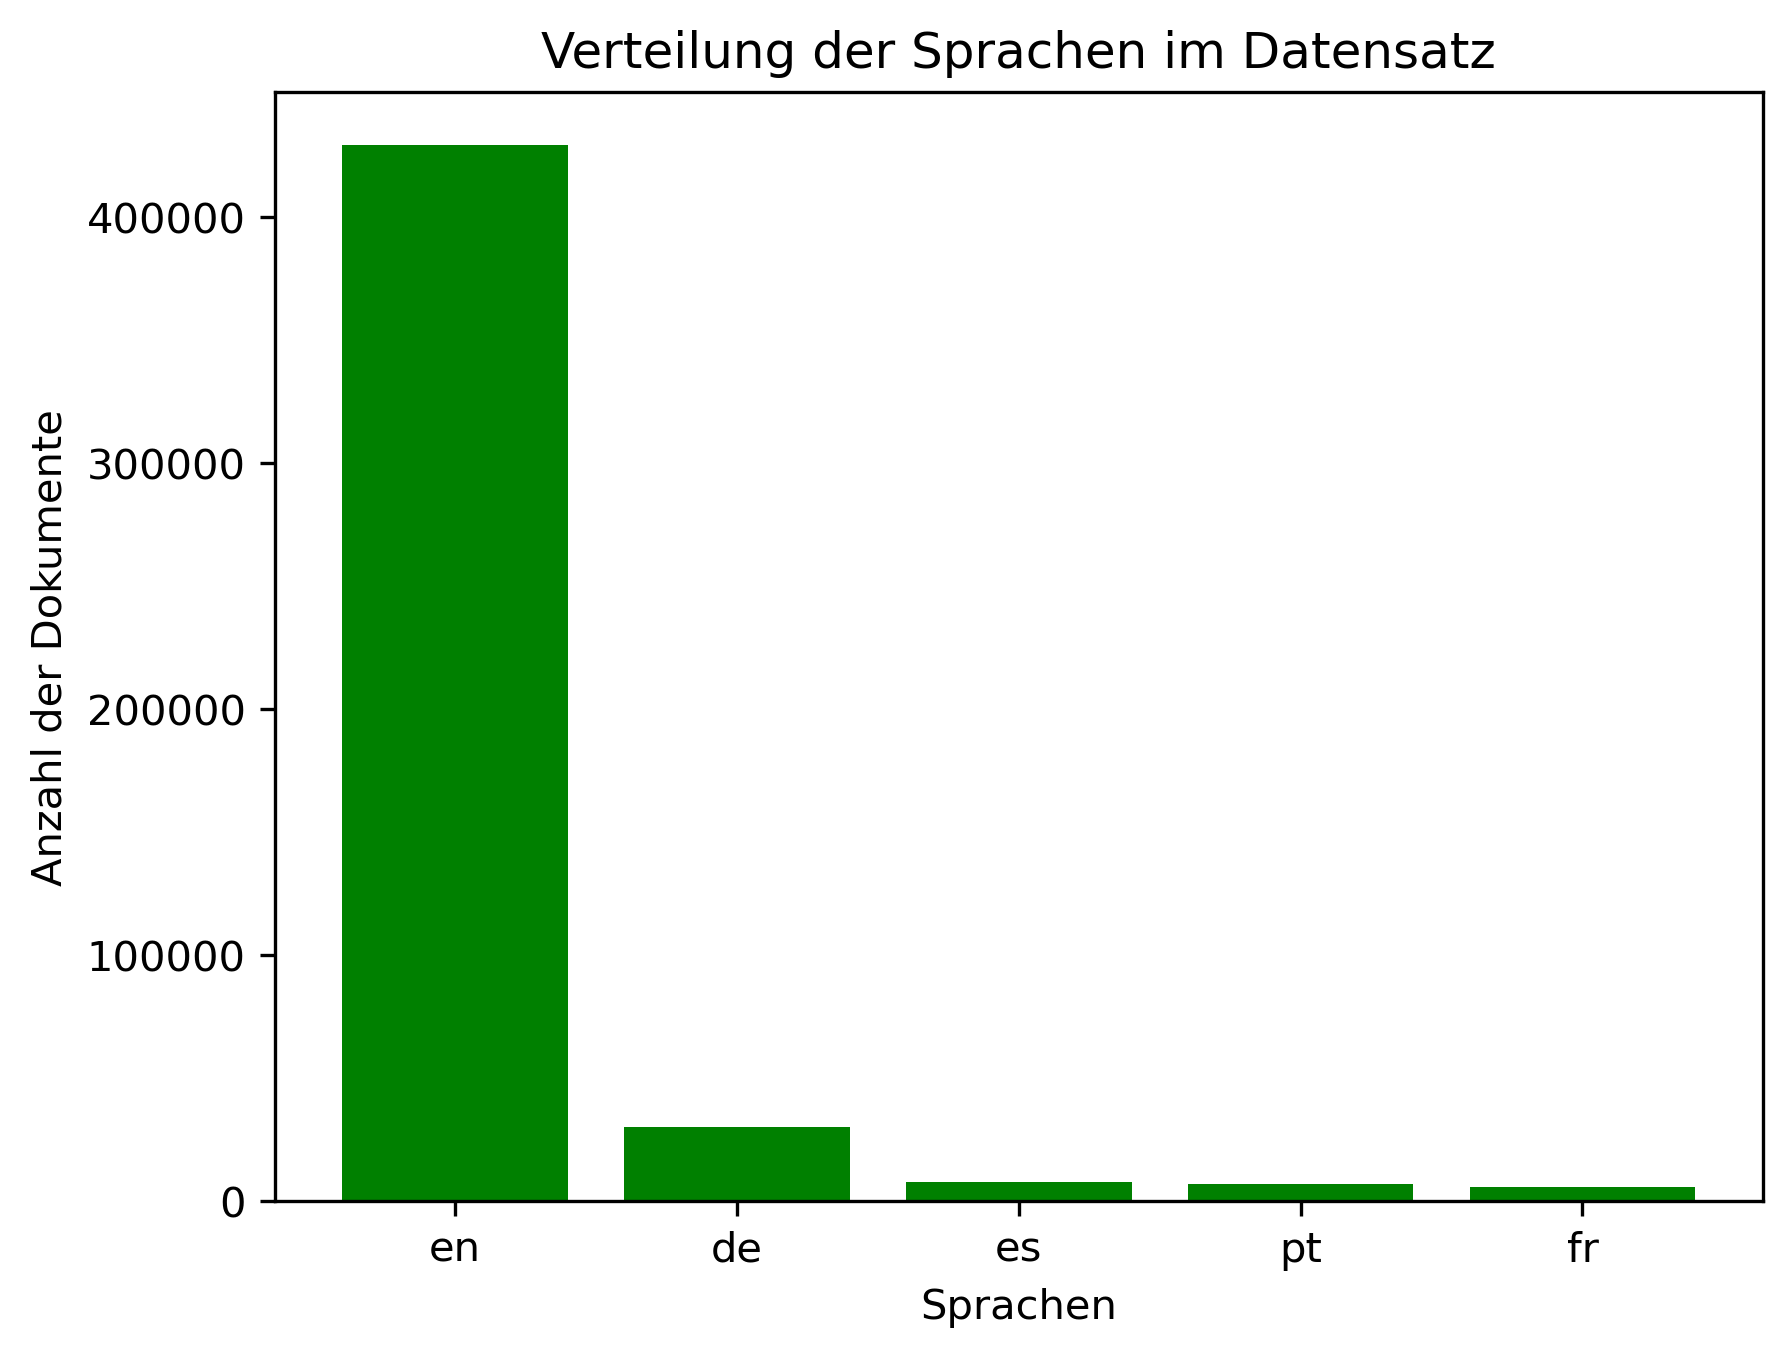 Verteilung der Sprachen im Datensatz
Anzahl der Dokumente
400000
300000
200000
100000
0
en de es pt fr
Sprachen